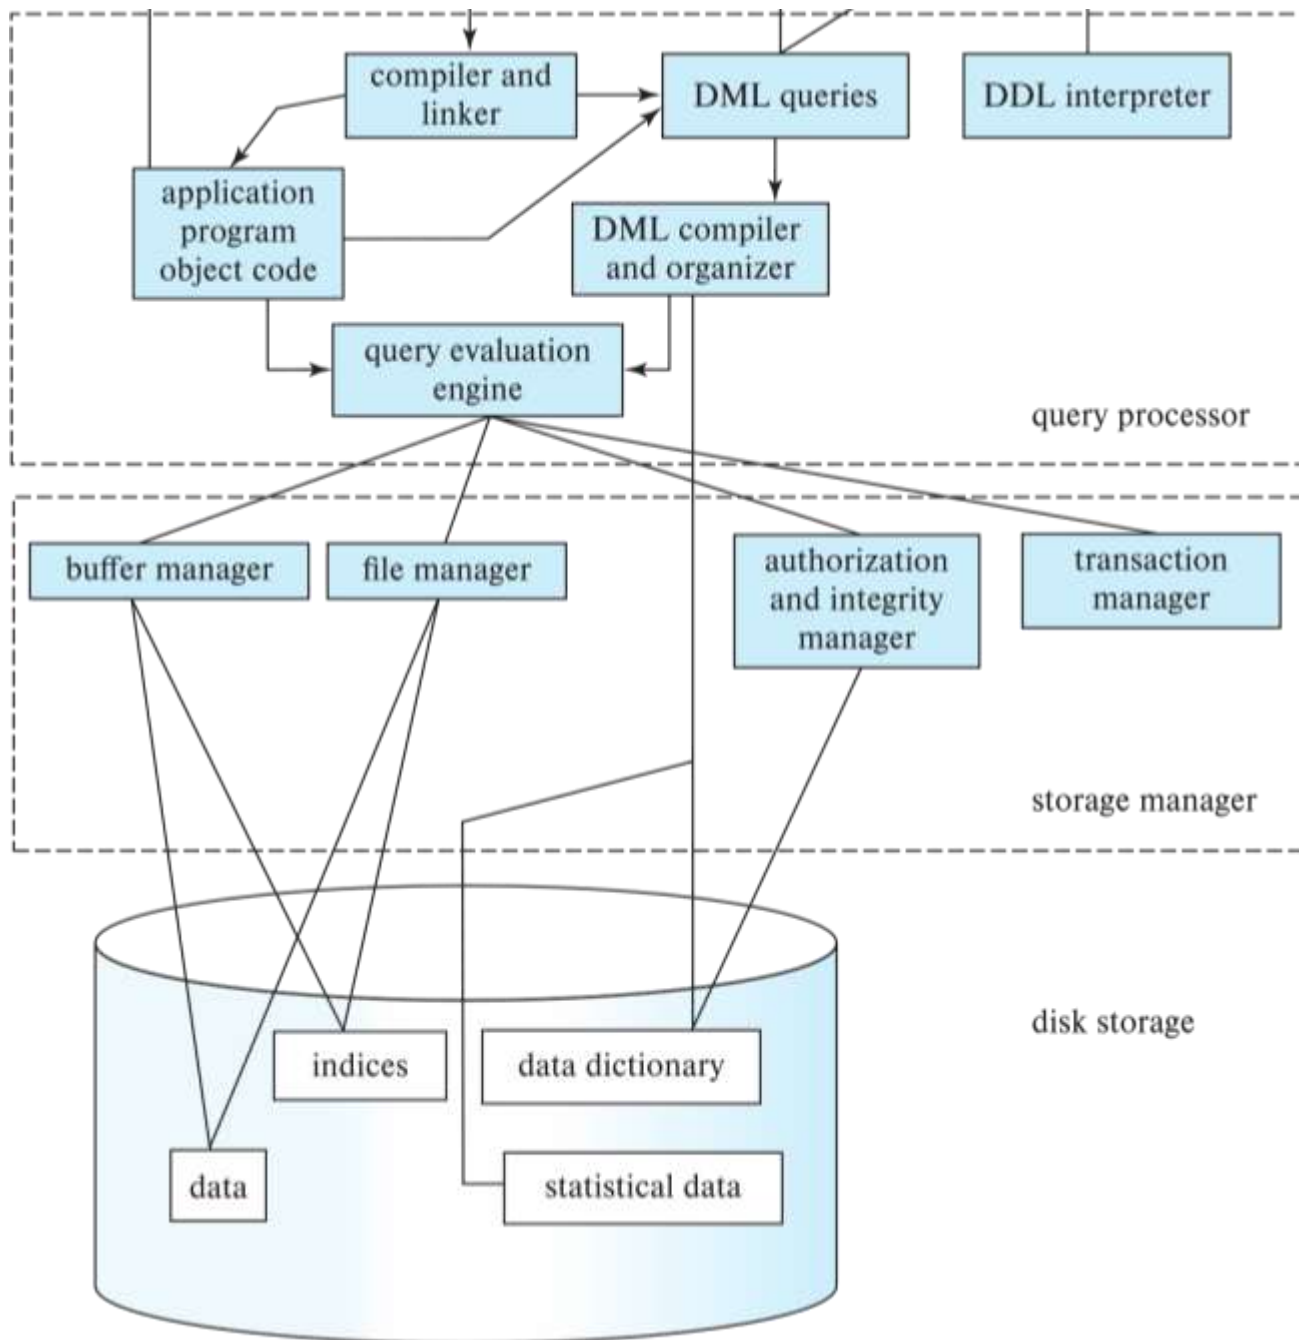 compiler and
linker
DML queries
DDL interpreter
application
program
object code
DML compiler
and organizer
query evaluation
engine
query processor
buffer manager
file manager
authorization
and integrity
manager
transaction
manager
storage manager
disk storage
indices
data dictionary
data
statistical data